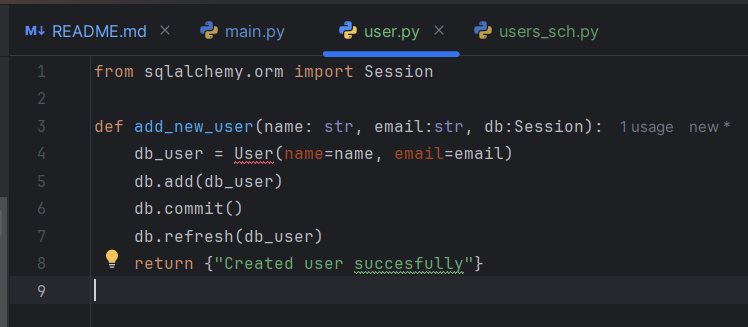 M↓ README.md × main.py user.py × users_sch.py
1 from sqlalchemy.orm import Session
2
3 def add_new_user(name: str, email:str, db:Session): 1 usage new *
4 db_user = User(name=name, email=email)
5 db.add(db_user)
6 db.commit()
7 db.refresh(db_user)
8 return {"Created user succesfully"}
9